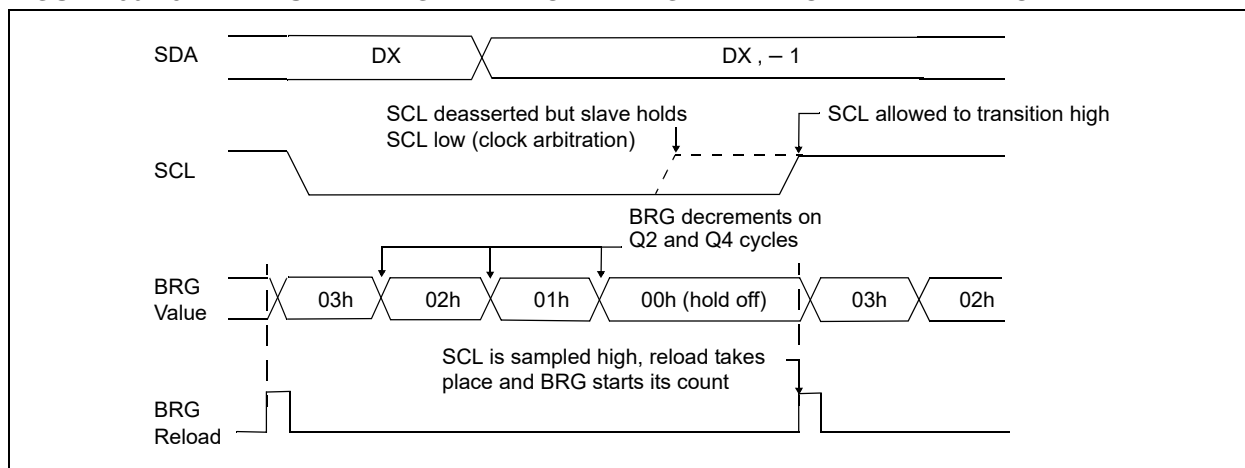 SDA
DX
DX , – 1
SCL deasserted but slave holds
SCL low (clock arbitration)
SCL allowed to transition high
SCL
BRG decrements on
Q2 and Q4 cycles
BRG
Value
03h
02h
01h
00h (hold off)
03h
02h
SCL is sampled high, reload takes
place and BRG starts its count
BRG
Reload